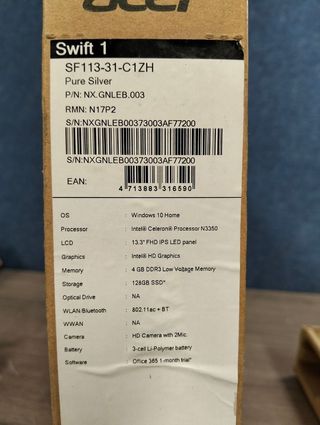 acer
Swift 1
SF113-31-C1ZH
Pure Silver
P/N: NX.GNLEB.003
RMN: N17P2
S/N:NXGNLEB00373003AF77200
S/N:NXGNLEB00373003AF77200
EAN:
4 713883 316590
OS : Windows 10 Home
Processor : Intel® Celeron® Processor N3350
LCD : 13.3" FHD IPS LED panel
Graphics : Intel® HD Graphics
Memory : 4 GB DDR3 Low Voltage Memory
Storage : 128GB SSD*
Optical Drive : NA
WLAN/Bluetooth : 802.11ac + BT
WWAN : NA
Camera : HD Camera with 2Mic.
Battery : 3-cell Li-Polymer battery
Software : Office 365 1-month trial*